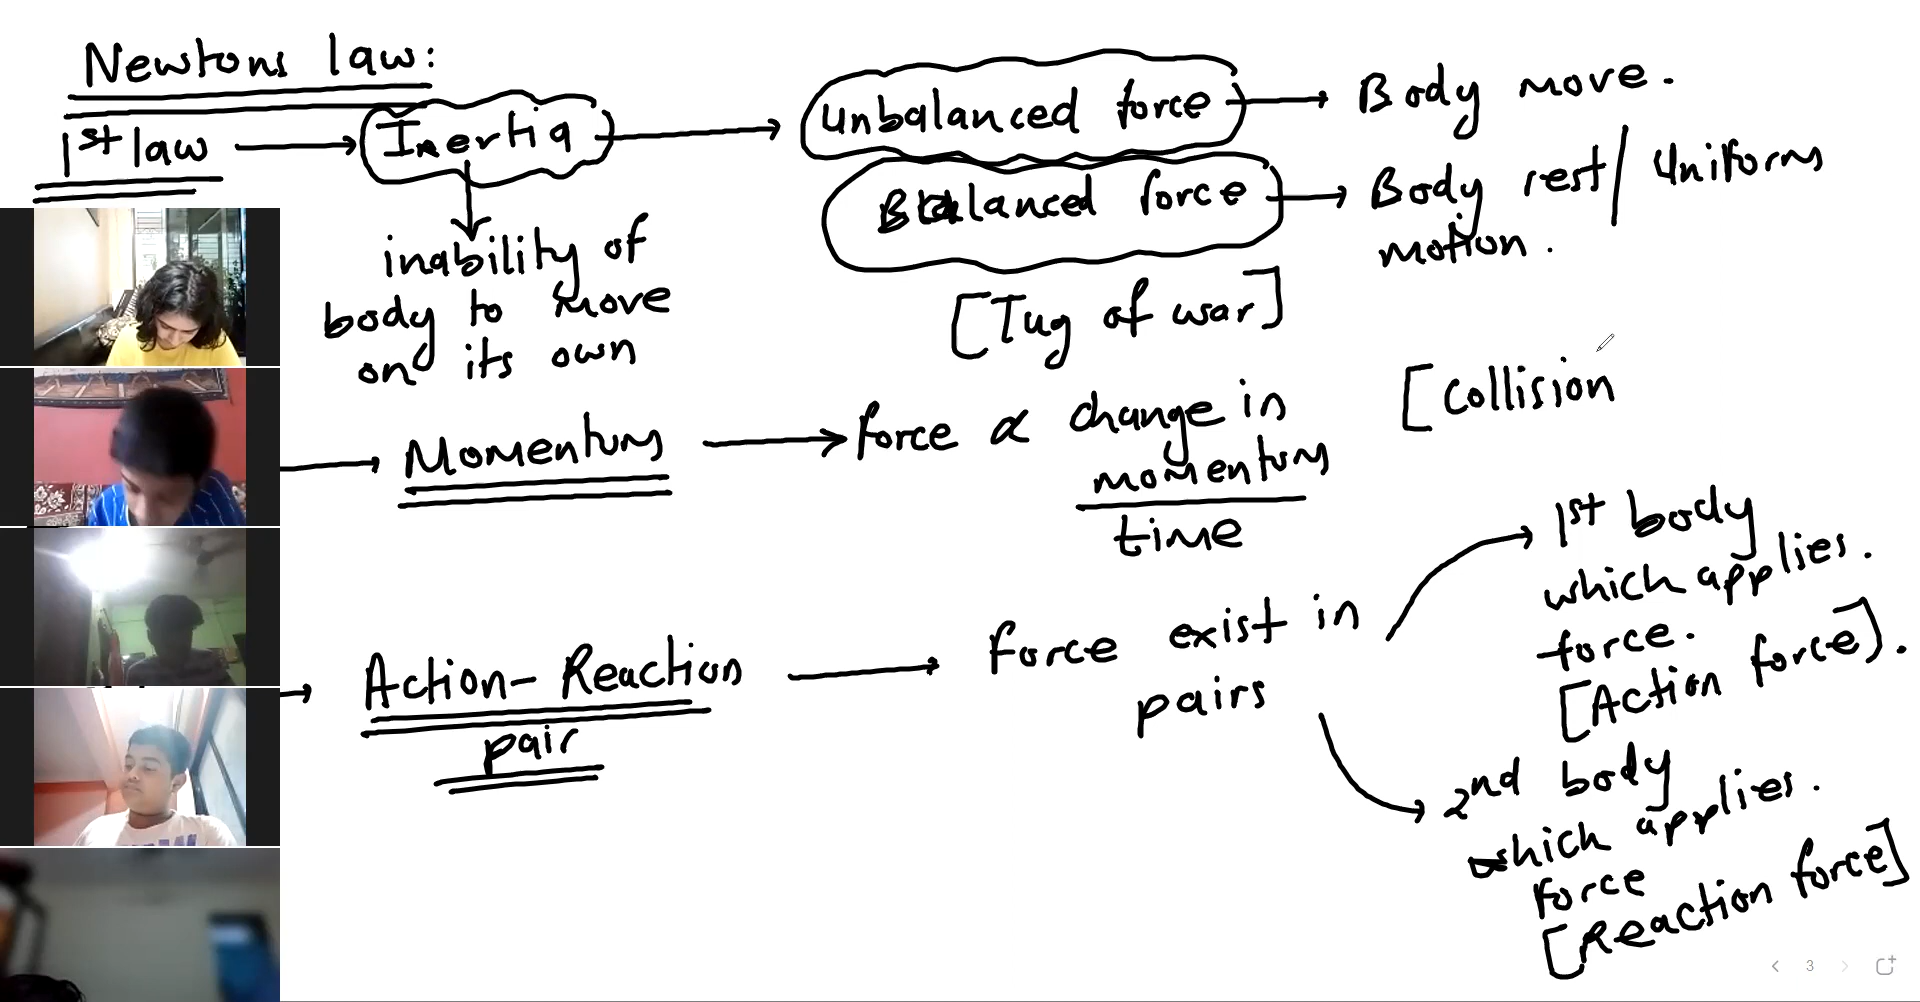 Newtons law:
1st law → Inertia → Unbalanced force → Body move.
Balanced force → Body rest/ Uniform
motion.
inability of
body to move
on its own
[Tug of war]
[Collision
→ Momentum → force ∝ change in
momentum
time
→ Action-Reaction
pair
→ force exist in
pairs
1st body
which applies.
force.
[Action force].
2nd body
which applies.
force
[Reaction force]
3